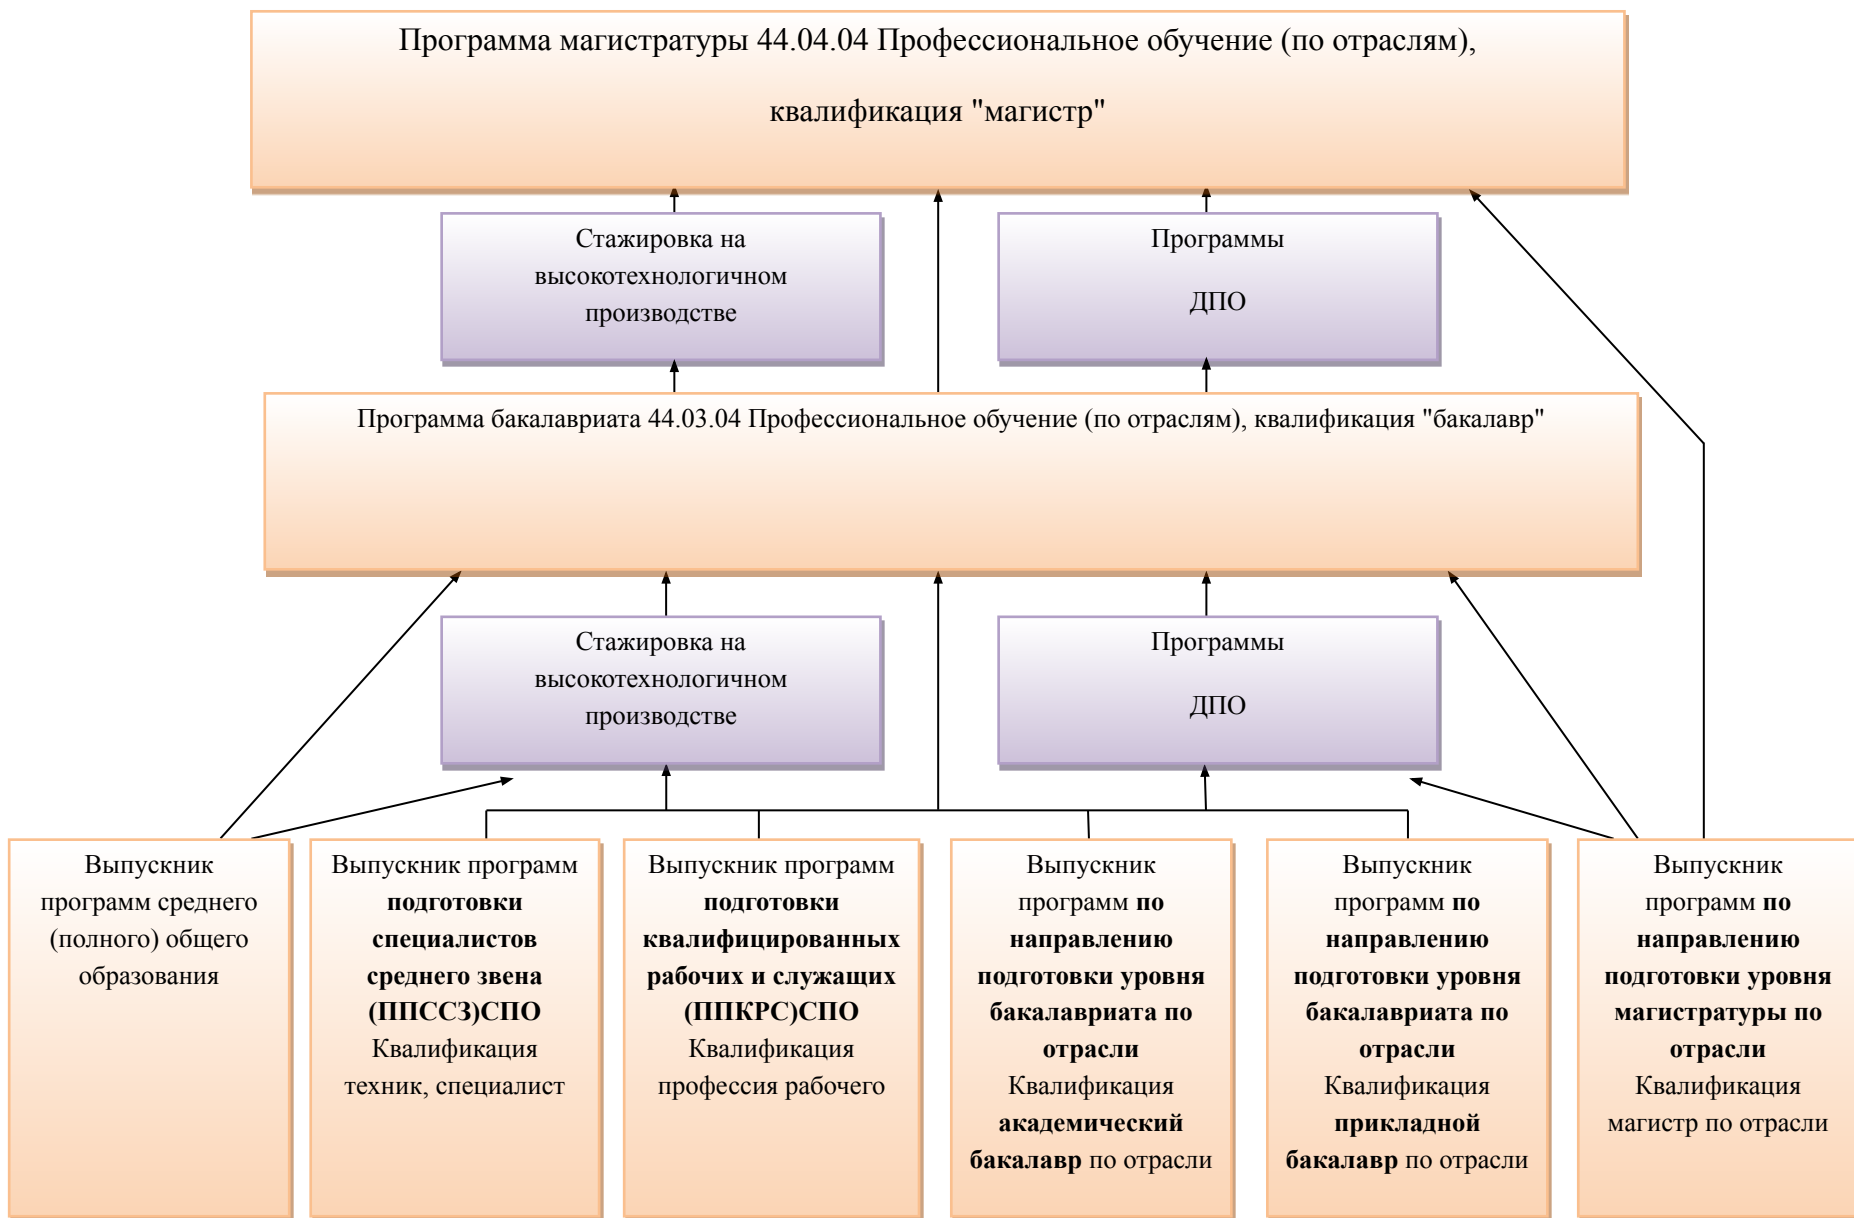 Программа магистратуры 44.04.04 Профессиональное обучение (по отраслям),
квалификация "магистр"
Стажировка на
высокотехнологичном
производстве
Программы
ДПО
Программа бакалавриата 44.03.04 Профессиональное обучение (по отраслям), квалификация "бакалавр"
Стажировка на
высокотехнологичном
производстве
Программы
ДПО
Выпускник
программ среднего
(полного) общего
образования
Выпускник программ
подготовки
специалистов
среднего звена
(ППССЗ)СПО
Квалификация
техник, специалист
Выпускник программ
подготовки
квалифицированных
рабочих и служащих
(ППКРС)СПО
Квалификация
профессия рабочего
Выпускник
программ по
направлению
подготовки уровня
бакалавриата по
отрасли
Квалификация
академический
бакалавр по отрасли
Выпускник
программ по
направлению
подготовки уровня
бакалавриата по
отрасли
Квалификация
прикладной
бакалавр по отрасли
Выпускник
программ по
направлению
подготовки уровня
магистратуры по
отрасли
Квалификация
магистр по отрасли